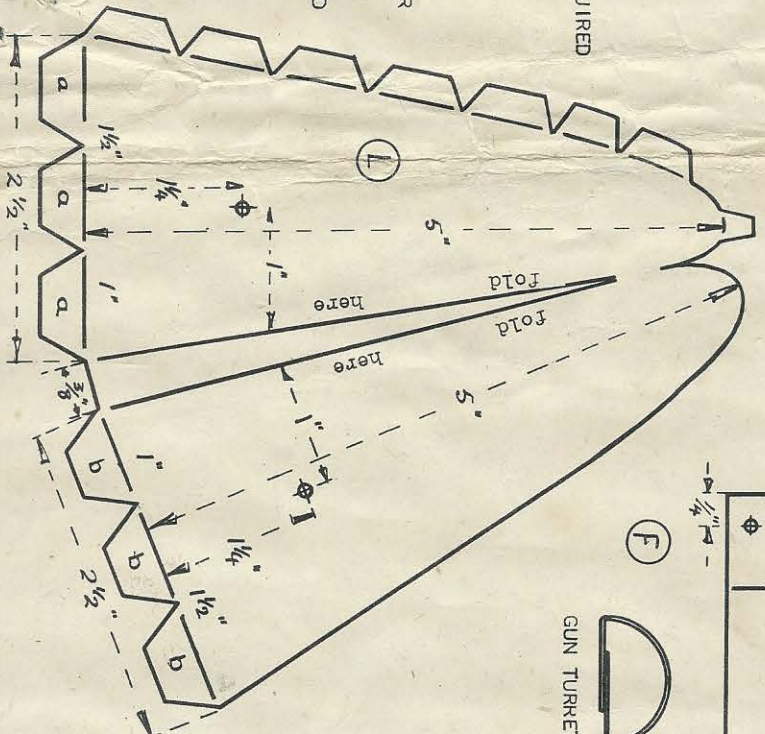 UIRED
R
O
L
F
GUN TURRET
¼"
5"
1¼"
1"
fold here
fold here
1½"
1"
2½"
a
a
a
⅜"
5"
1"
1¼"
1"
1½"
2½"
b
b
b